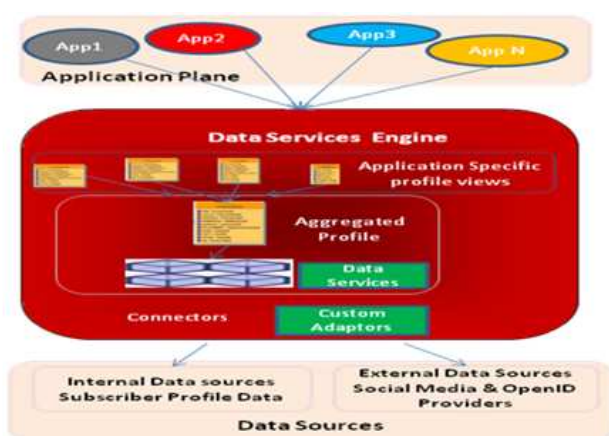 App1
App2
App3
App N
Application Plane
Data Services Engine
Application Specific
profile views
Aggregated
Profile
Data
Services
Connectors
Custom
Adaptors
Internal Data sources
Subscriber Profile Data
External Data Sources
Social Media & OpenID
Providers
Data Sources